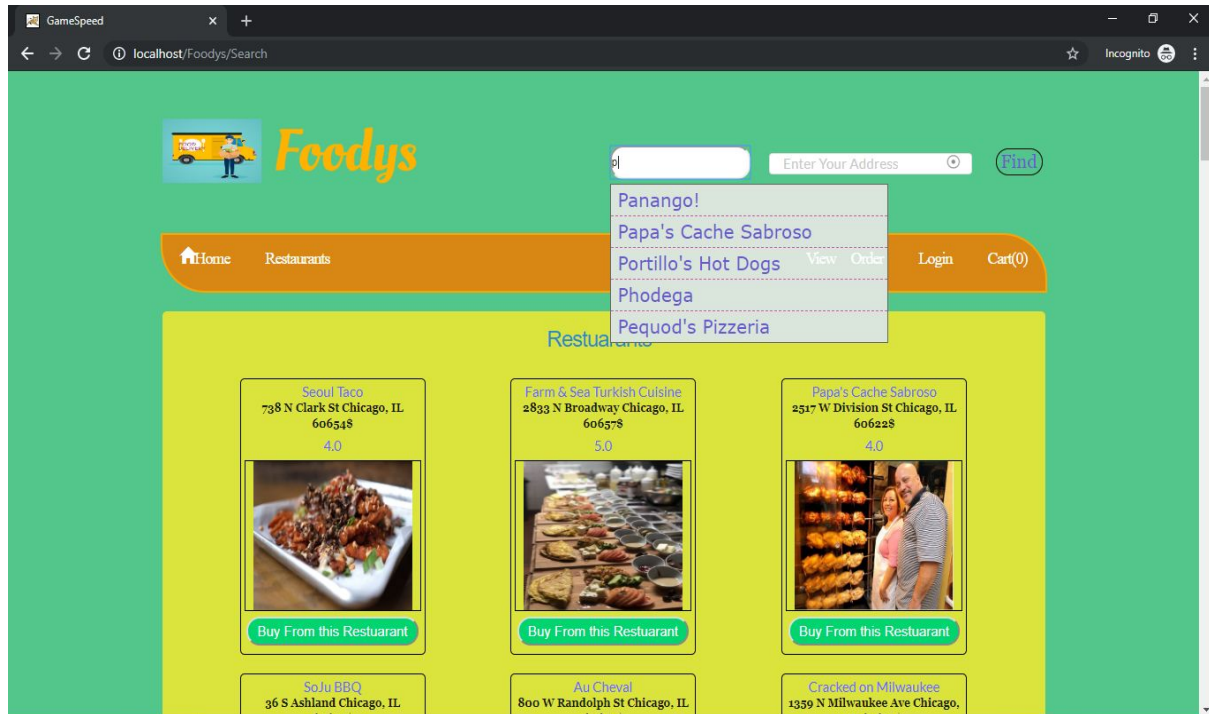 GameSpeed
localhost/Foodys/Search
Incognito
FOOD
DELIVERY
Foodys
p
Enter Your Address
Find
Panango!
Papa's Cache Sabroso
Portillo's Hot Dogs
Phodega
Pequod's Pizzeria
Home
Restaurants
View Order
Login
Cart(0)
Restuarants
Seoul Taco
738 N Clark St Chicago, IL
60654$
4.0
Buy From this Restuarant
Farm & Sea Turkish Cuisine
2833 N Broadway Chicago, IL
60657$
5.0
Buy From this Restuarant
Papa's Cache Sabroso
2517 W Division St Chicago, IL
60622$
4.0
Buy From this Restuarant
SoJu BBQ
36 S Ashland Chicago, IL
Au Cheval
800 W Randolph St Chicago, IL
Cracked on Milwaukee
1359 N Milwaukee Ave Chicago,